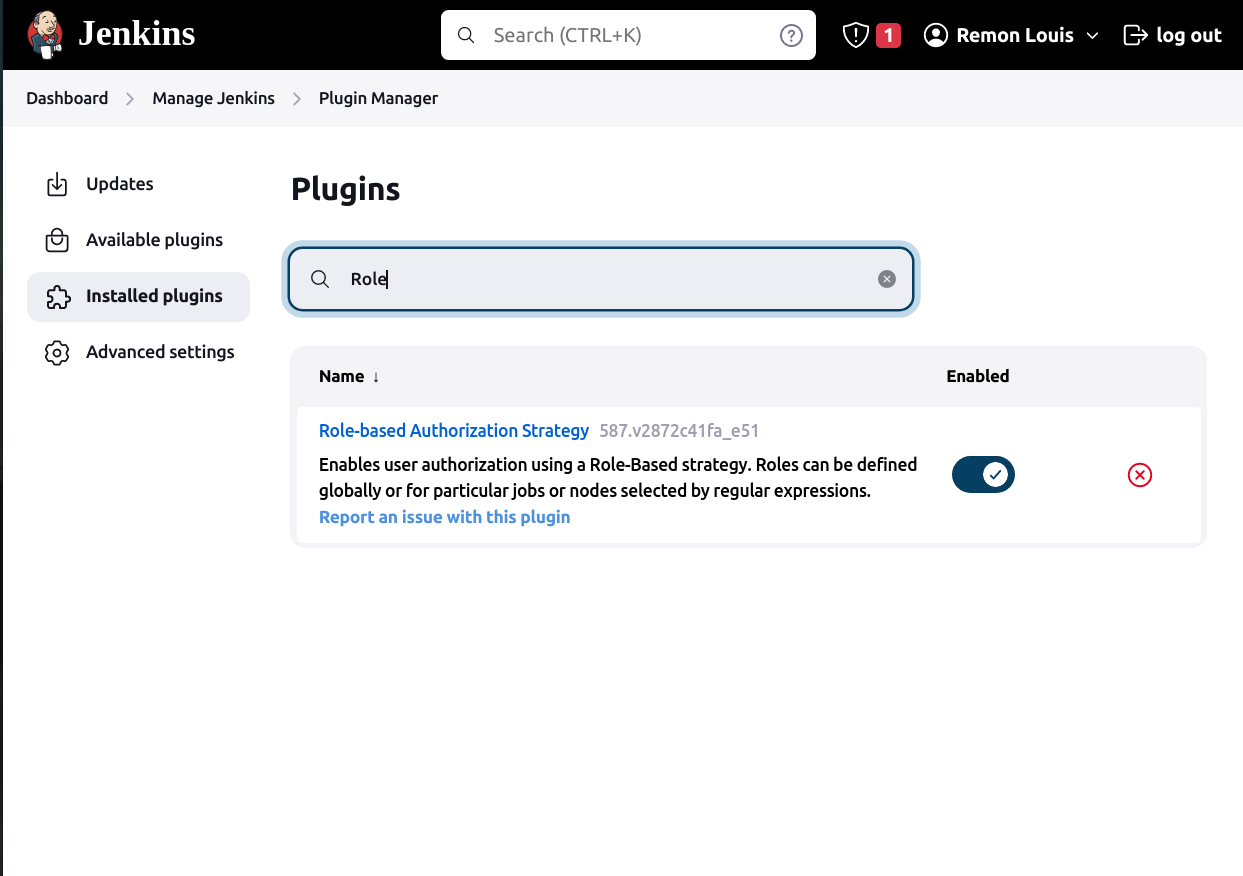 Jenkins
Search (CTRL+K)
1
Remon Louis
log out
Dashboard
Manage Jenkins
Plugin Manager
Updates
Available plugins
Installed plugins
Advanced settings
Plugins
Role
Name ↓
Enabled
Role-based Authorization Strategy 587.v2872c41fa_e51
Enables user authorization using a Role-Based strategy. Roles can be defined
globally or for particular jobs or nodes selected by regular expressions.
Report an issue with this plugin